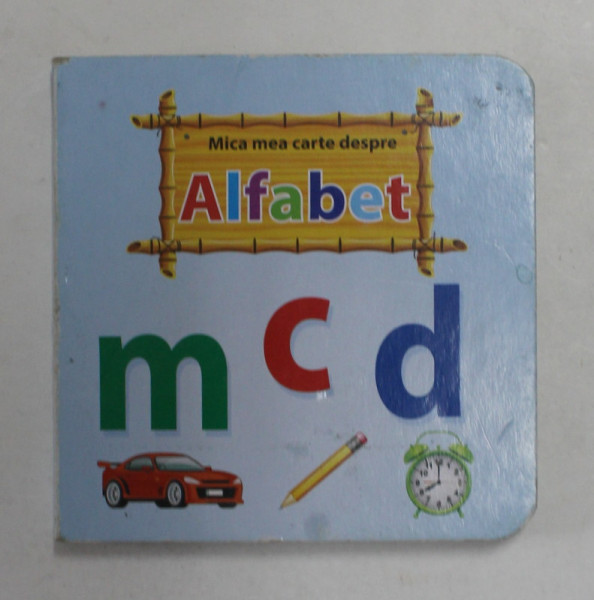 Mica mea carte despre
Alfabet
m c d